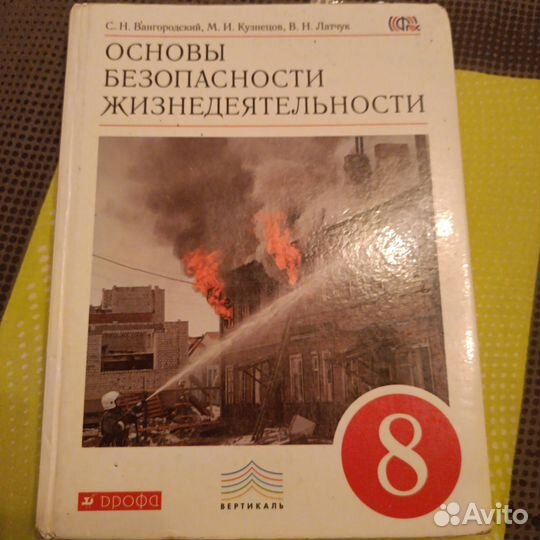 С. Н. Вангородский, М. И. Кузнецов, В. Н. Латчук
ОСНОВЫ
БЕЗОПАСНОСТИ
ЖИЗНЕДЕЯТЕЛЬНОСТИ
8
ДРОФА
ВЕРТИКАЛЬ
Avito